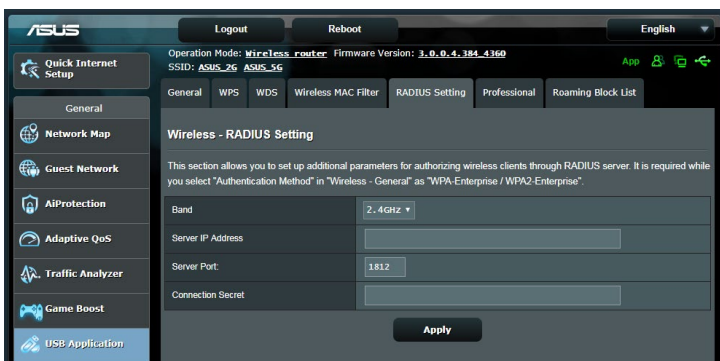 ASUS
Logout
Reboot
English
Quick Internet Setup
Operation Mode: Wireless router Firmware Version: 3.0.0.4.384_4360
SSID: ASUS_2G ASUS_5G
App
General
WPS
WDS
Wireless MAC Filter
RADIUS Setting
Professional
Roaming Block List
General
Network Map
Guest Network
AiProtection
Adaptive QoS
Traffic Analyzer
Game Boost
USB Application
Wireless - RADIUS Setting
This section allows you to set up additional parameters for authorizing wireless clients through RADIUS server. It is required while
you select "Authentication Method" in "Wireless - General" as "WPA-Enterprise / WPA2-Enterprise".
Band
2.4GHz
Server IP Address
Server Port:
1812
Connection Secret
Apply